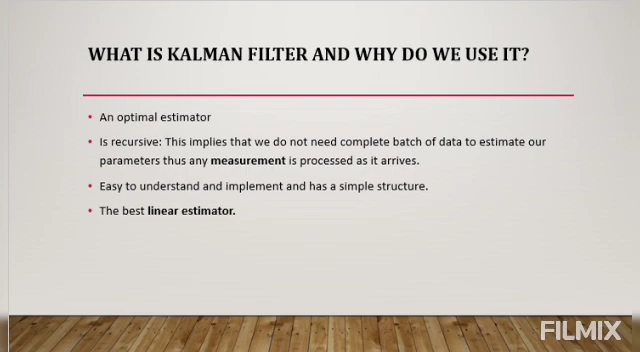 WHAT IS KALMAN FILTER AND WHY DO WE USE IT?
• An optimal estimator
• Is recursive: This implies that we do not need complete batch of data to estimate our
parameters thus any measurement is processed as it arrives.
• Easy to understand and implement and has a simple structure.
• The best linear estimator.
FILMIX